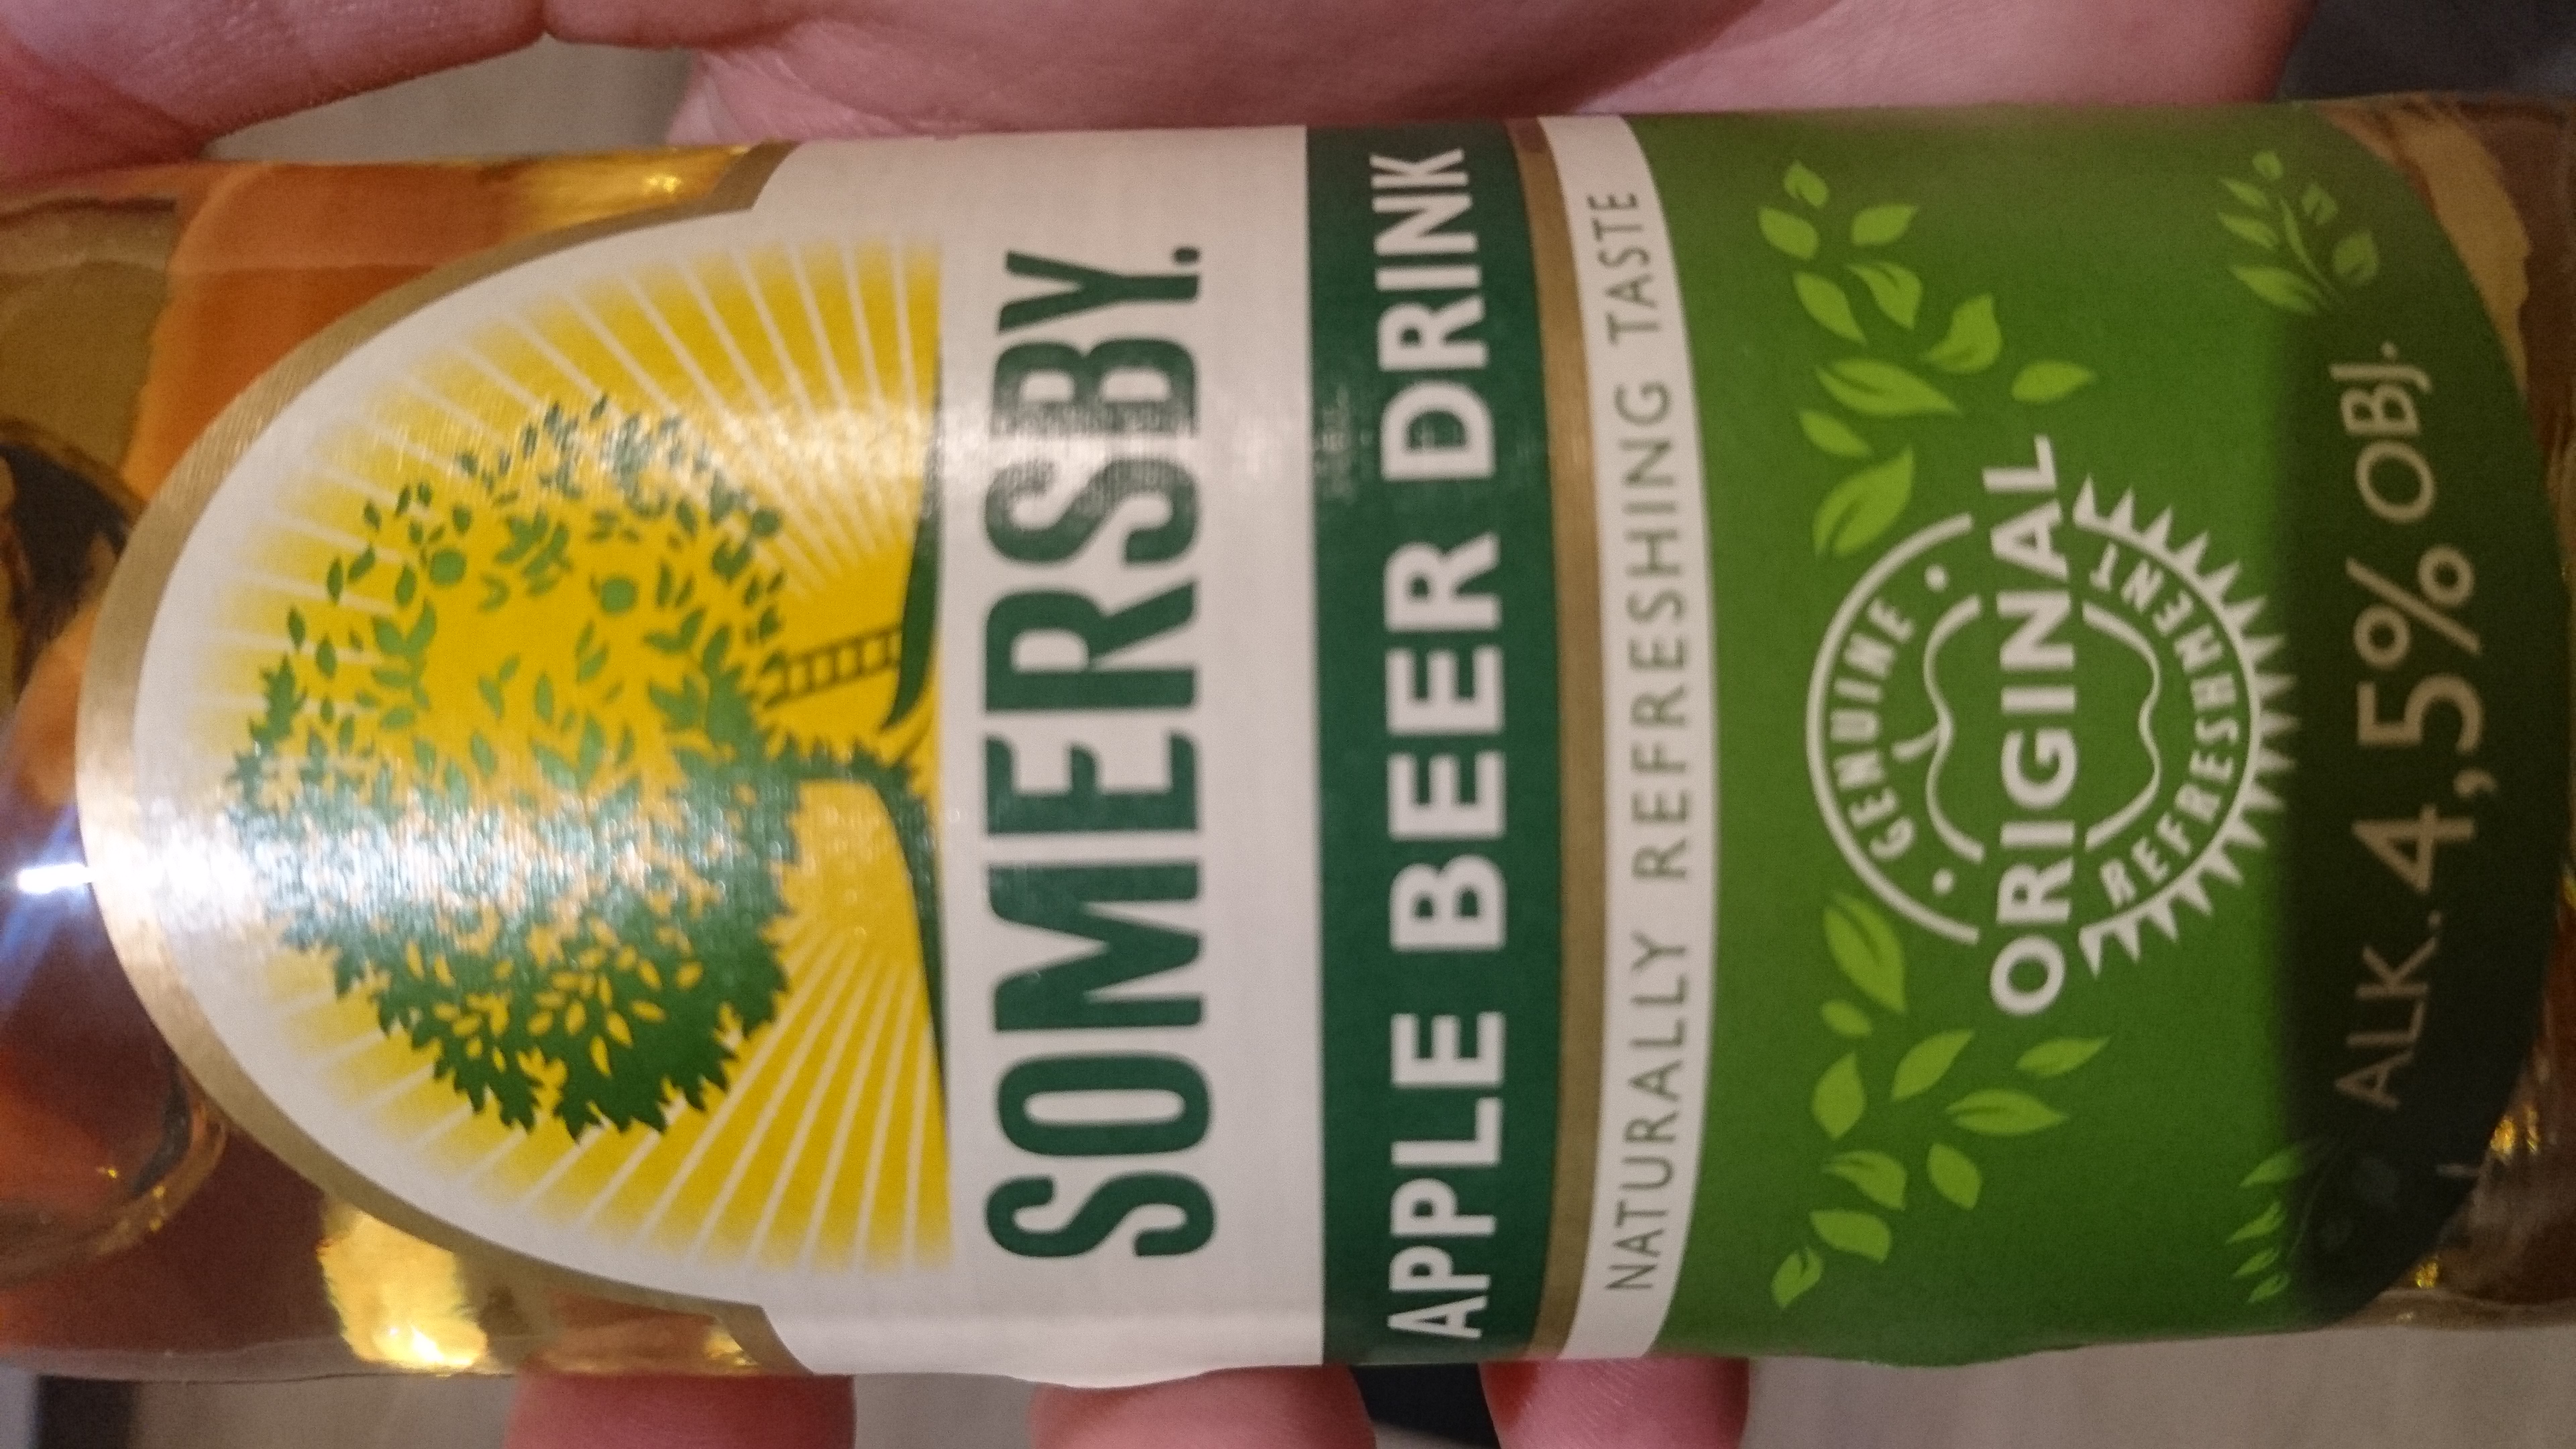 SOMERSBY.
APPLE BEER DRINK
NATURALLY REFRESHING TASTE
GENUINE
ORIGINAL
REFRESHMENT
ALK. 4,5% OBJ.